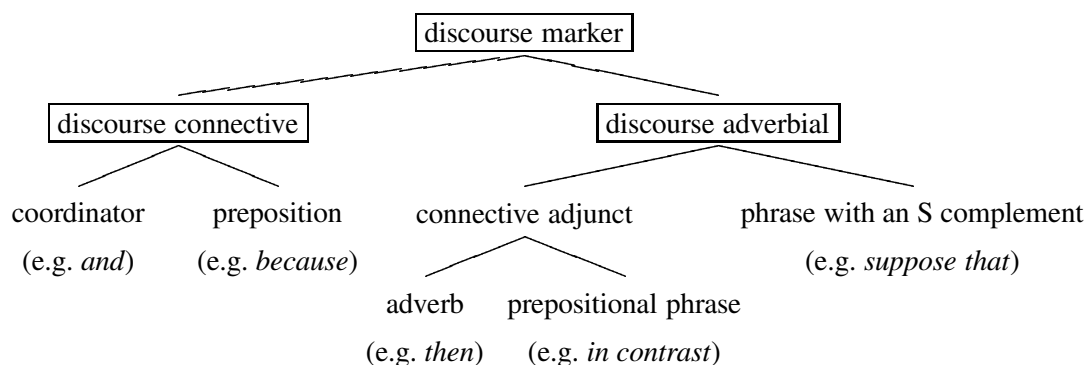 discourse marker
discourse connective discourse adverbial
coordinator preposition connective adjunct phrase with an S complement
(e.g. and) (e.g. because) (e.g. suppose that)
adverb prepositional phrase
(e.g. then) (e.g. in contrast)